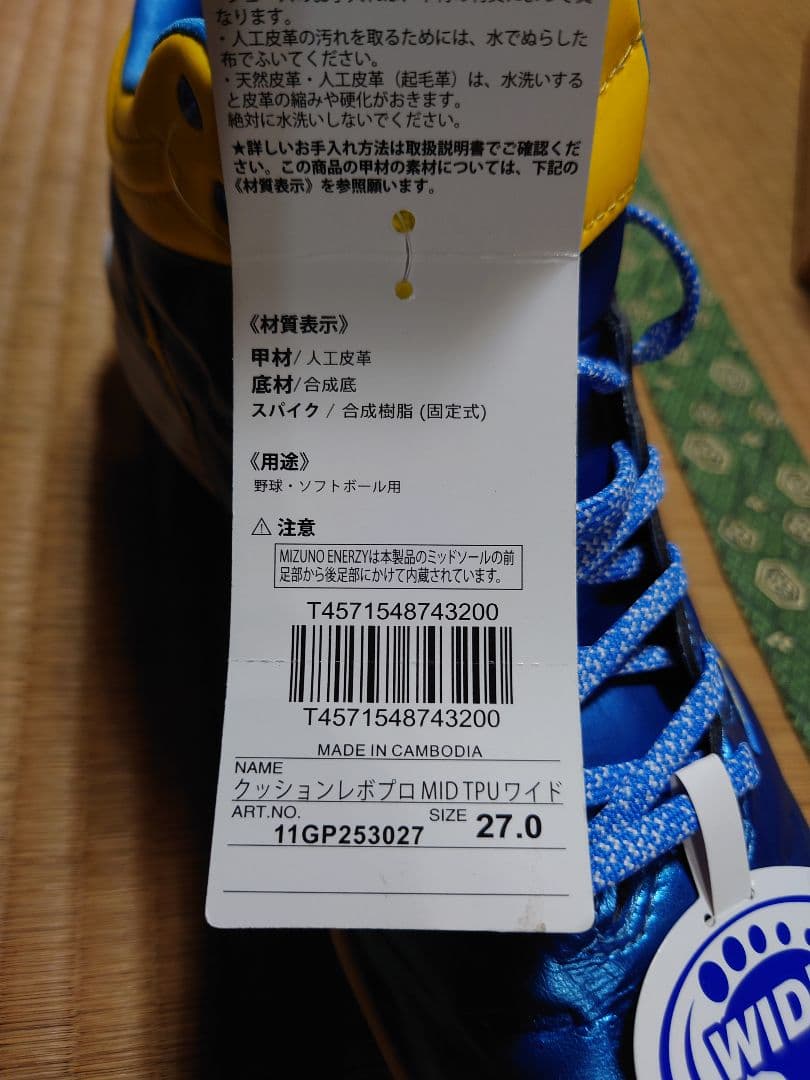 なります。
・人工皮革の汚れを取るためには、水でぬらした
布でふいてください。
・天然皮革・人工皮革（起毛革）は、水洗いする
と皮革の縮みや硬化がおきます。
絶対に水洗いしないでください。
★詳しいお手入れ方法は取扱説明書でご確認くだ
さい。この商品の甲材の素材については、下記の
《材質表示》を参照願います。
《材質表示》
甲材/人工皮革
底材/合成底
スパイク / 合成樹脂 (固定式)
《用途》
野球・ソフトボール用
⚠ 注意
MIZUNO ENERZYは本製品のミッドソールの前
足部から後足部にかけて内蔵されています。
T4571548743200
T4571548743200
MADE IN CAMBODIA
NAME
クッションレボプロ MID TPU ワイド
ART.NO.
11GP253027
SIZE 27.0